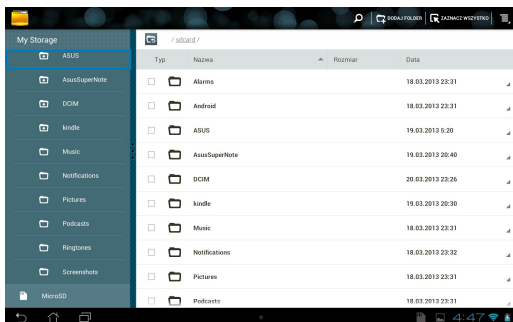 DODAJ FOLDER ZAZNACZ WSZYSTKO
My Storage
/ sdcard /
ASUS
Typ Nazwa Rozmiar Data
AsusSuperNote
Alarms 18.03.2013 23:31
DCIM
Android 18.03.2013 23:31
kindle
ASUS 19.03.2013 5:20
Music
AsusSuperNote 19.03.2013 20:40
Notifications
DCIM 20.03.2013 23:26
Pictures
kindle 19.03.2013 20:30
Podcasts
Music 18.03.2013 23:31
Ringtones
Notifications 18.03.2013 23:32
Screenshots
Pictures 18.03.2013 23:31
MicroSD
Podcasts 18.03.2013 23:31
4:47